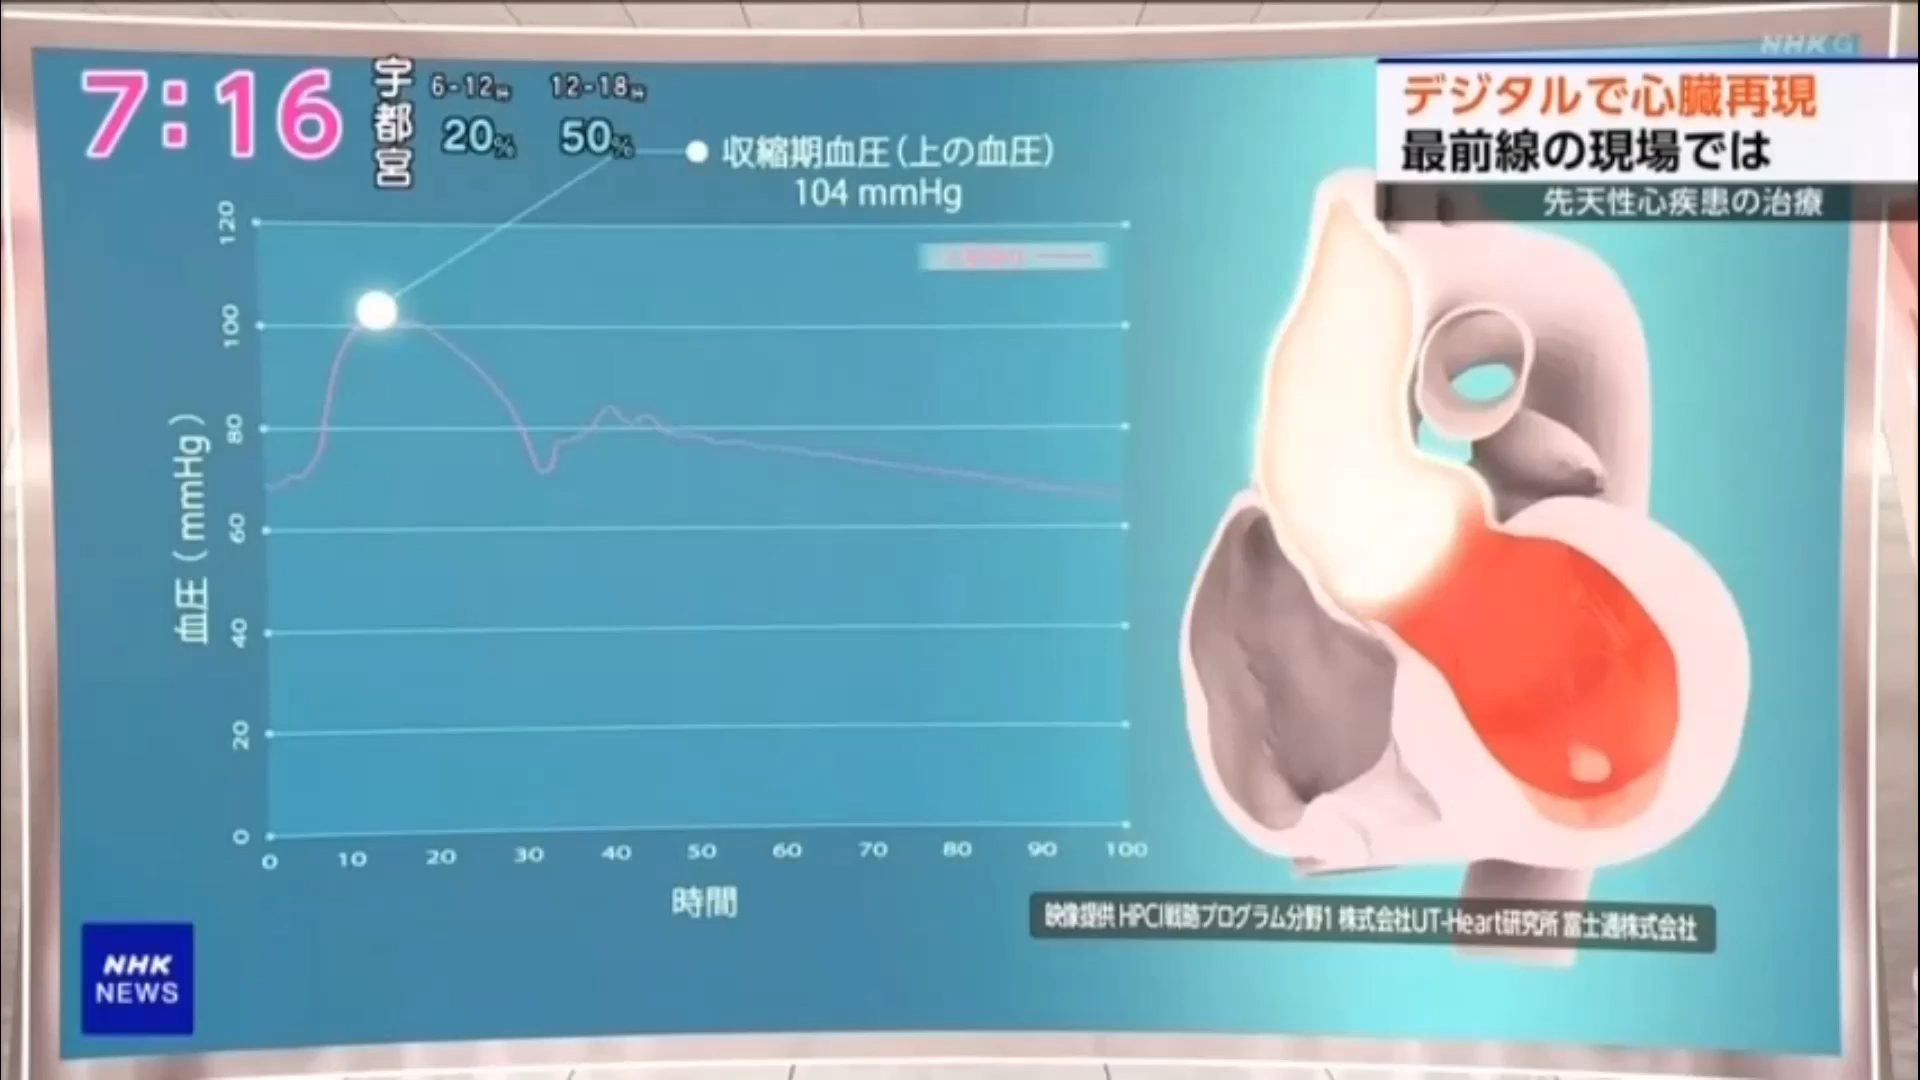 NHK G
7:16
宇都宮
6-12時 12-18時
20% 50%
デジタルで心臓再現
最前線の現場では
先天性心疾患の治療
収縮期血圧(上の血圧)
104 mmHg
血圧(mmHg)
120
100
80
60
40
20
0
0 10 20 30 40 50 60 70 80 90 100
時間
映像提供 HPCI戦略プログラム分野1 株式会社UT-Heart研究所 富士通株式会社
NHK
NEWS